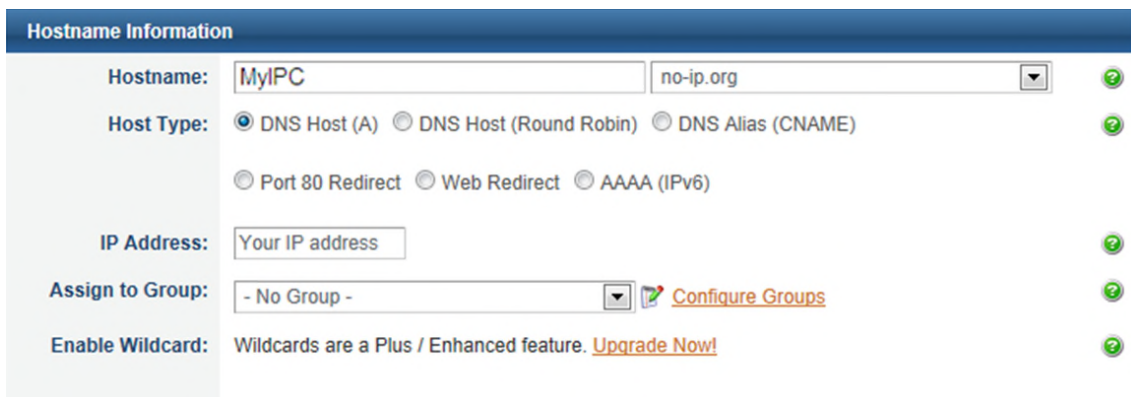 Hostname Information
Hostname: MyIPC no-ip.org
Host Type: DNS Host (A) DNS Host (Round Robin) DNS Alias (CNAME)
Port 80 Redirect Web Redirect AAAA (IPv6)
IP Address: Your IP address
Assign to Group: - No Group - Configure Groups
Enable Wildcard: Wildcards are a Plus / Enhanced feature. Upgrade Now!